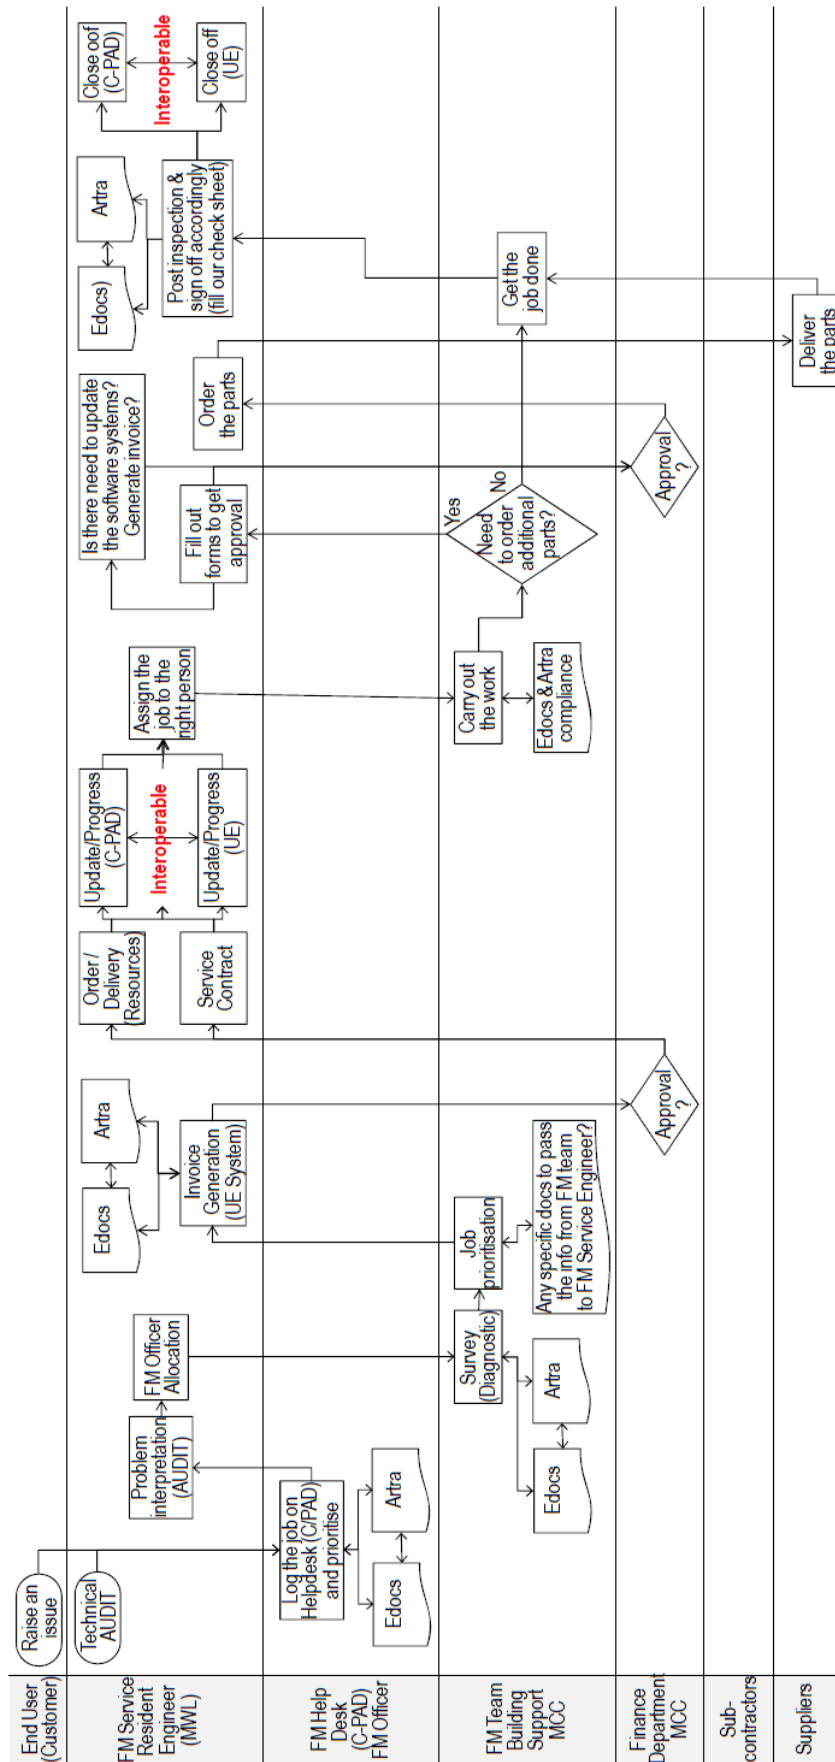 End User
(Customer)
Raise an
issue
FM Service
Resident
Engineer
(MWL)
Technical
AUDIT
Problem
interpretation
(AUDIT)
FM Officer
Allocation
Edocs
Artra
Invoice
Generation
(UE System)
Order /
Delivery
(Resources)
Service
Contract
Update/Progress
(C-PAD)
Interoperable
Update/Progress
(UE)
Assign the
job to the
right person
Is there need to update
the software systems?
Generate invoice?
Fill out
forms to get
approval
Order
the parts
Edocs)
Artra
Post inspection &
sign off accordingly
(fill our check sheet)
Close oof
(C-PAD)
Interoperable
Close off
(UE)
FM Help
Desk
(C-PAD)
FM Officer
Log the job on
Helpdesk (C/PAD)
and prioritise
Edocs
Artra
FM Team
Building
Support
MCC
Survey
(Diagnostic)
Edocs
Artra
Job
prioritisation
Any specific docs to pass
the info from FM team
to FM Service Engineer?
Carry out
the work
Edocs & Artra
compliance
Need
to order
additional
parts?
Yes
No
Get the
job done
Finance
Department
MCC
Approval
?
Approval
?
Sub-
contractors
Suppliers
Deliver
the parts